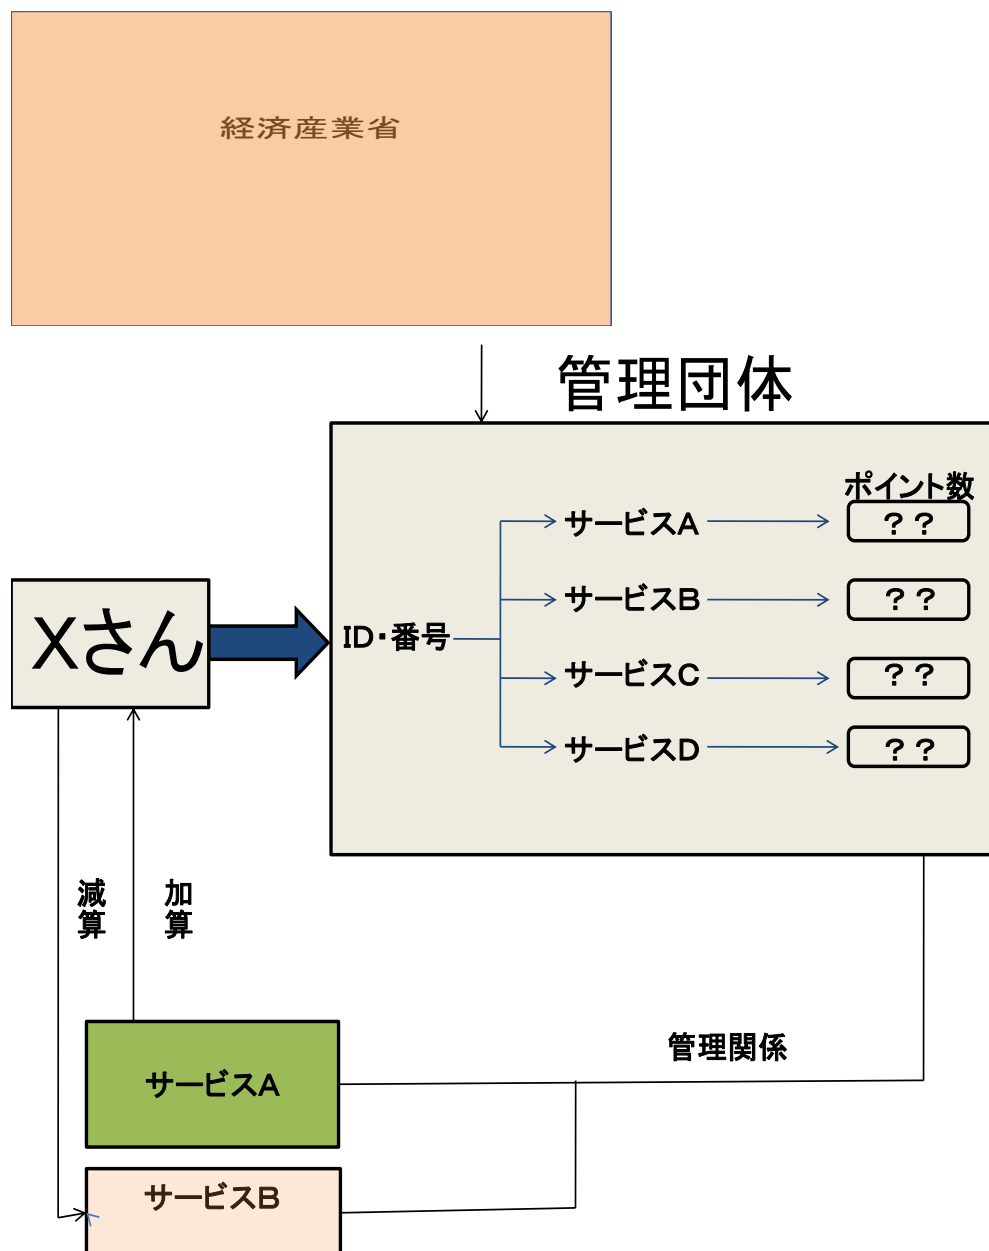 経済産業省
管理団体
ポイント数
サービスA
？？
サービスB
？？
Xさん
ID・番号
サービスC
？？
サービスD
？？
減算
加算
管理関係
サービスA
サービスB